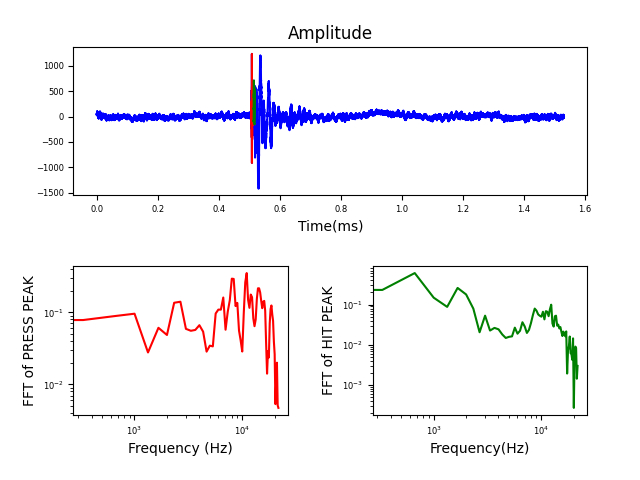 Amplitude
1000
500
0
−500
−1000
−1500
0.0 0.2 0.4 0.6 0.8 1.0 1.2 1.4 1.6
Time(ms)
FFT of PRESS PEAK
10⁻¹
10⁻²
10³ 10⁴
Frequency (Hz)
FFT of HIT PEAK
10⁻¹
10⁻²
10⁻³
10³ 10⁴
Frequency(Hz)